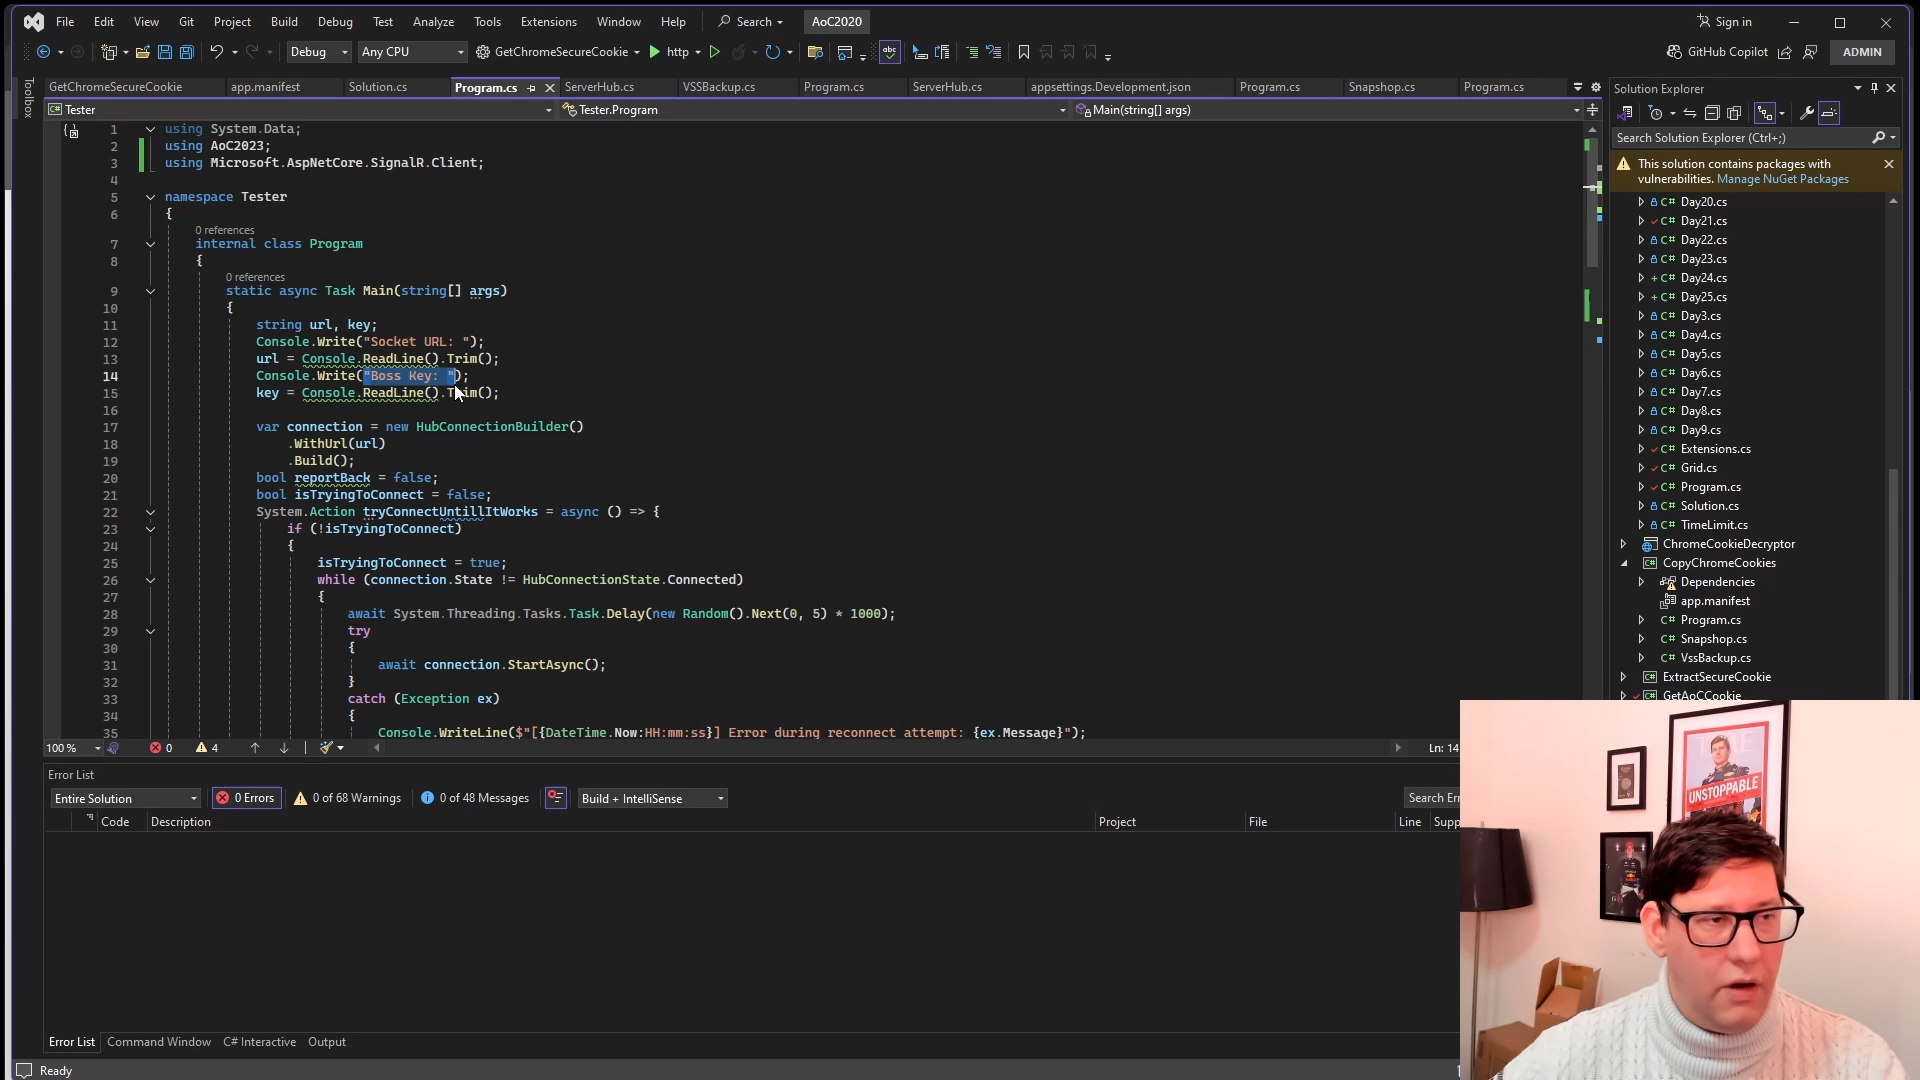 File Edit View Git Project Build Debug Test Analyze Tools Extensions Window Help Search AoC2020 Sign in
Debug Any CPU GetChromeSecureCookie http GitHub Copilot ADMIN
Toolbox
GetChromeSecureCookie app.manifest Solution.cs Program.cs ServerHub.cs VSSBackup.cs Program.cs ServerHub.cs appsettings.Development.json Program.cs Snapshop.cs Program.cs
Tester Tester.Program Main(string[] args)
1 using System.Data;
2 using AoC2023;
3 using Microsoft.AspNetCore.SignalR.Client;
4
5 namespace Tester
6 {
0 references
7 internal class Program
8 {
0 references
9 static async Task Main(string[] args)
10 {
11 string url, key;
12 Console.Write("Socket URL: ");
13 url = Console.ReadLine().Trim();
14 Console.Write("Boss Key: ");
15 key = Console.ReadLine().Trim();
16
17 var connection = new HubConnectionBuilder()
18 .WithUrl(url)
19 .Build();
20 bool reportBack = false;
21 bool isTryingToConnect = false;
22 System.Action tryConnectUntillItWorks = async () => {
23 if (!isTryingToConnect)
24 {
25 isTryingToConnect = true;
26 while (connection.State != HubConnectionState.Connected)
27 {
28 await System.Threading.Tasks.Task.Delay(new Random().Next(0, 5) * 1000);
29 try
30 {
31 await connection.StartAsync();
32 }
33 catch (Exception ex)
34 {
35 Console.WriteLine($"[{DateTime.Now:HH:mm:ss}] Error during reconnect attempt: {ex.Message}");
100 % 0 4 Ln: 14
Error List
Entire Solution 0 Errors 0 of 68 Warnings 0 of 48 Messages Build + IntelliSense Search Err
Code Description Project File Line Supp
Error List Command Window C# Interactive Output
Ready
Solution Explorer
Search Solution Explorer (Ctrl+;)
This solution contains packages with
vulnerabilities. Manage NuGet Packages
C# Day20.cs
C# Day21.cs
C# Day22.cs
C# Day23.cs
C# Day24.cs
C# Day25.cs
C# Day3.cs
C# Day4.cs
C# Day5.cs
C# Day6.cs
C# Day7.cs
C# Day8.cs
C# Day9.cs
C# Extensions.cs
C# Grid.cs
C# Program.cs
C# Solution.cs
C# TimeLimit.cs
ChromeCookieDecryptor
CopyChromeCookies
Dependencies
app.manifest
C# Program.cs
C# Snapshop.cs
C# VssBackup.cs
ExtractSecureCookie
GetAoCCookie
UNSTOPPABLE